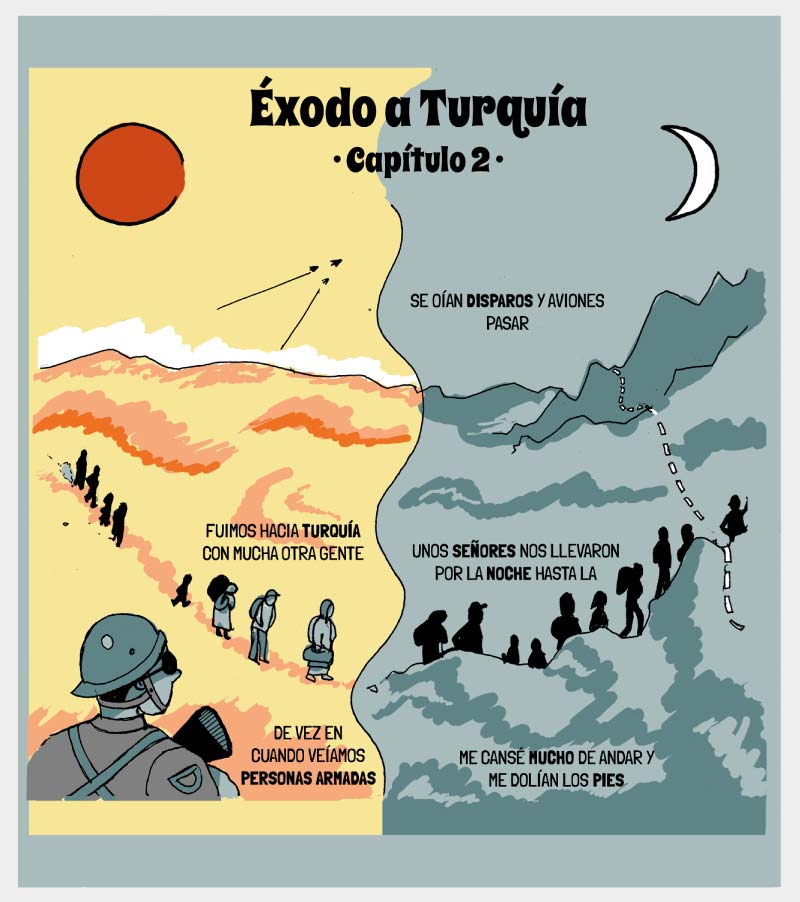 Éxodo a Turquía
· Capítulo 2 ·
SE OÍAN DISPAROS Y AVIONES
PASAR
FUIMOS HACIA TURQUÍA
CON MUCHA OTRA GENTE
UNOS SEÑORES NOS LLEVARON
POR LA NOCHE HASTA LA
DE VEZ EN
CUANDO VEÍAMOS
PERSONAS ARMADAS
ME CANSÉ MUCHO DE ANDAR Y
ME DOLÍAN LOS PIES